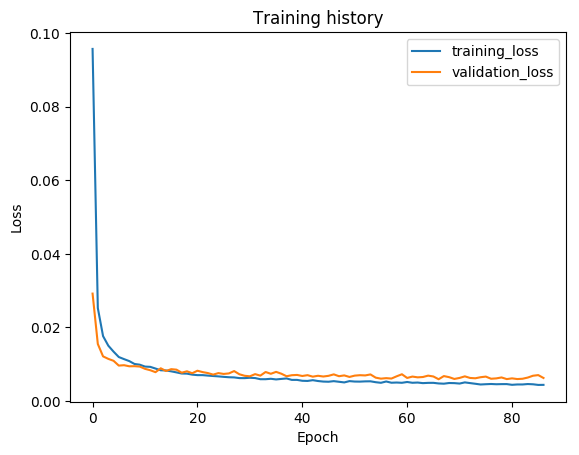 Training history
0.10
training_loss
validation_loss
0.08
0.06
Loss
0.04
0.02
0.00
0 20 40 60 80
Epoch